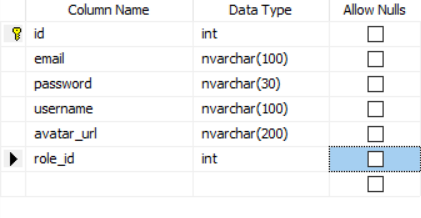 Column Name Data Type Allow Nulls
id int
email nvarchar(100)
password nvarchar(30)
username nvarchar(100)
avatar_url nvarchar(200)
role_id int